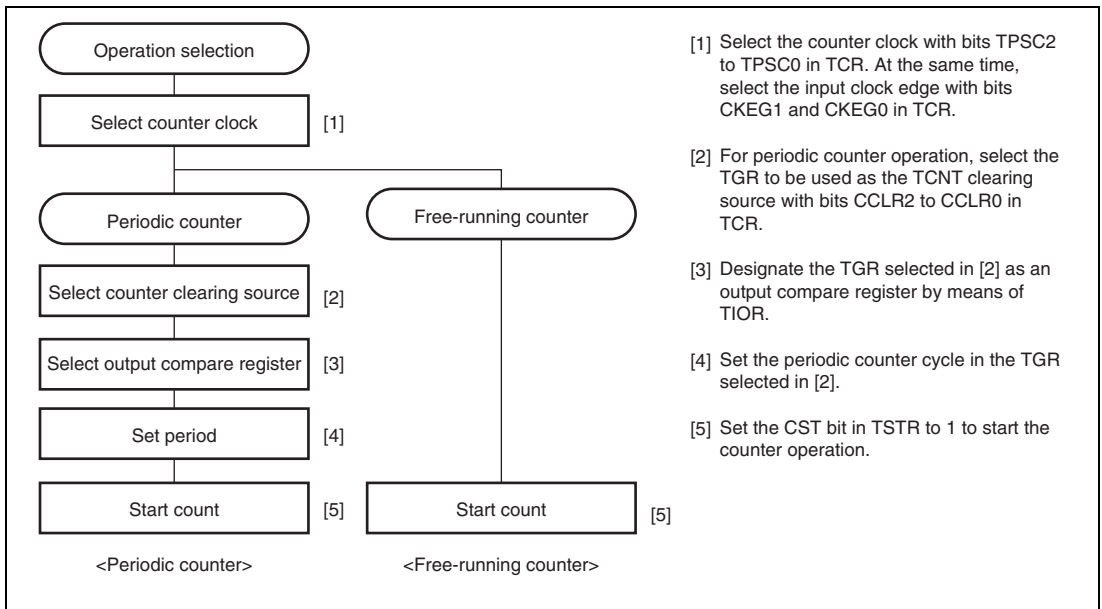 Operation selection
Select counter clock
[1]
Periodic counter
Free-running counter
Select counter clearing source
[2]
Select output compare register
[3]
Set period
[4]
Start count
[5]
Start count
[5]
<Periodic counter>
<Free-running counter>
[1] Select the counter clock with bits TPSC2
to TPSC0 in TCR. At the same time,
select the input clock edge with bits
CKEG1 and CKEG0 in TCR.
[2] For periodic counter operation, select the
TGR to be used as the TCNT clearing
source with bits CCLR2 to CCLR0 in
TCR.
[3] Designate the TGR selected in [2] as an
output compare register by means of
TIOR.
[4] Set the periodic counter cycle in the TGR
selected in [2].
[5] Set the CST bit in TSTR to 1 to start the
counter operation.